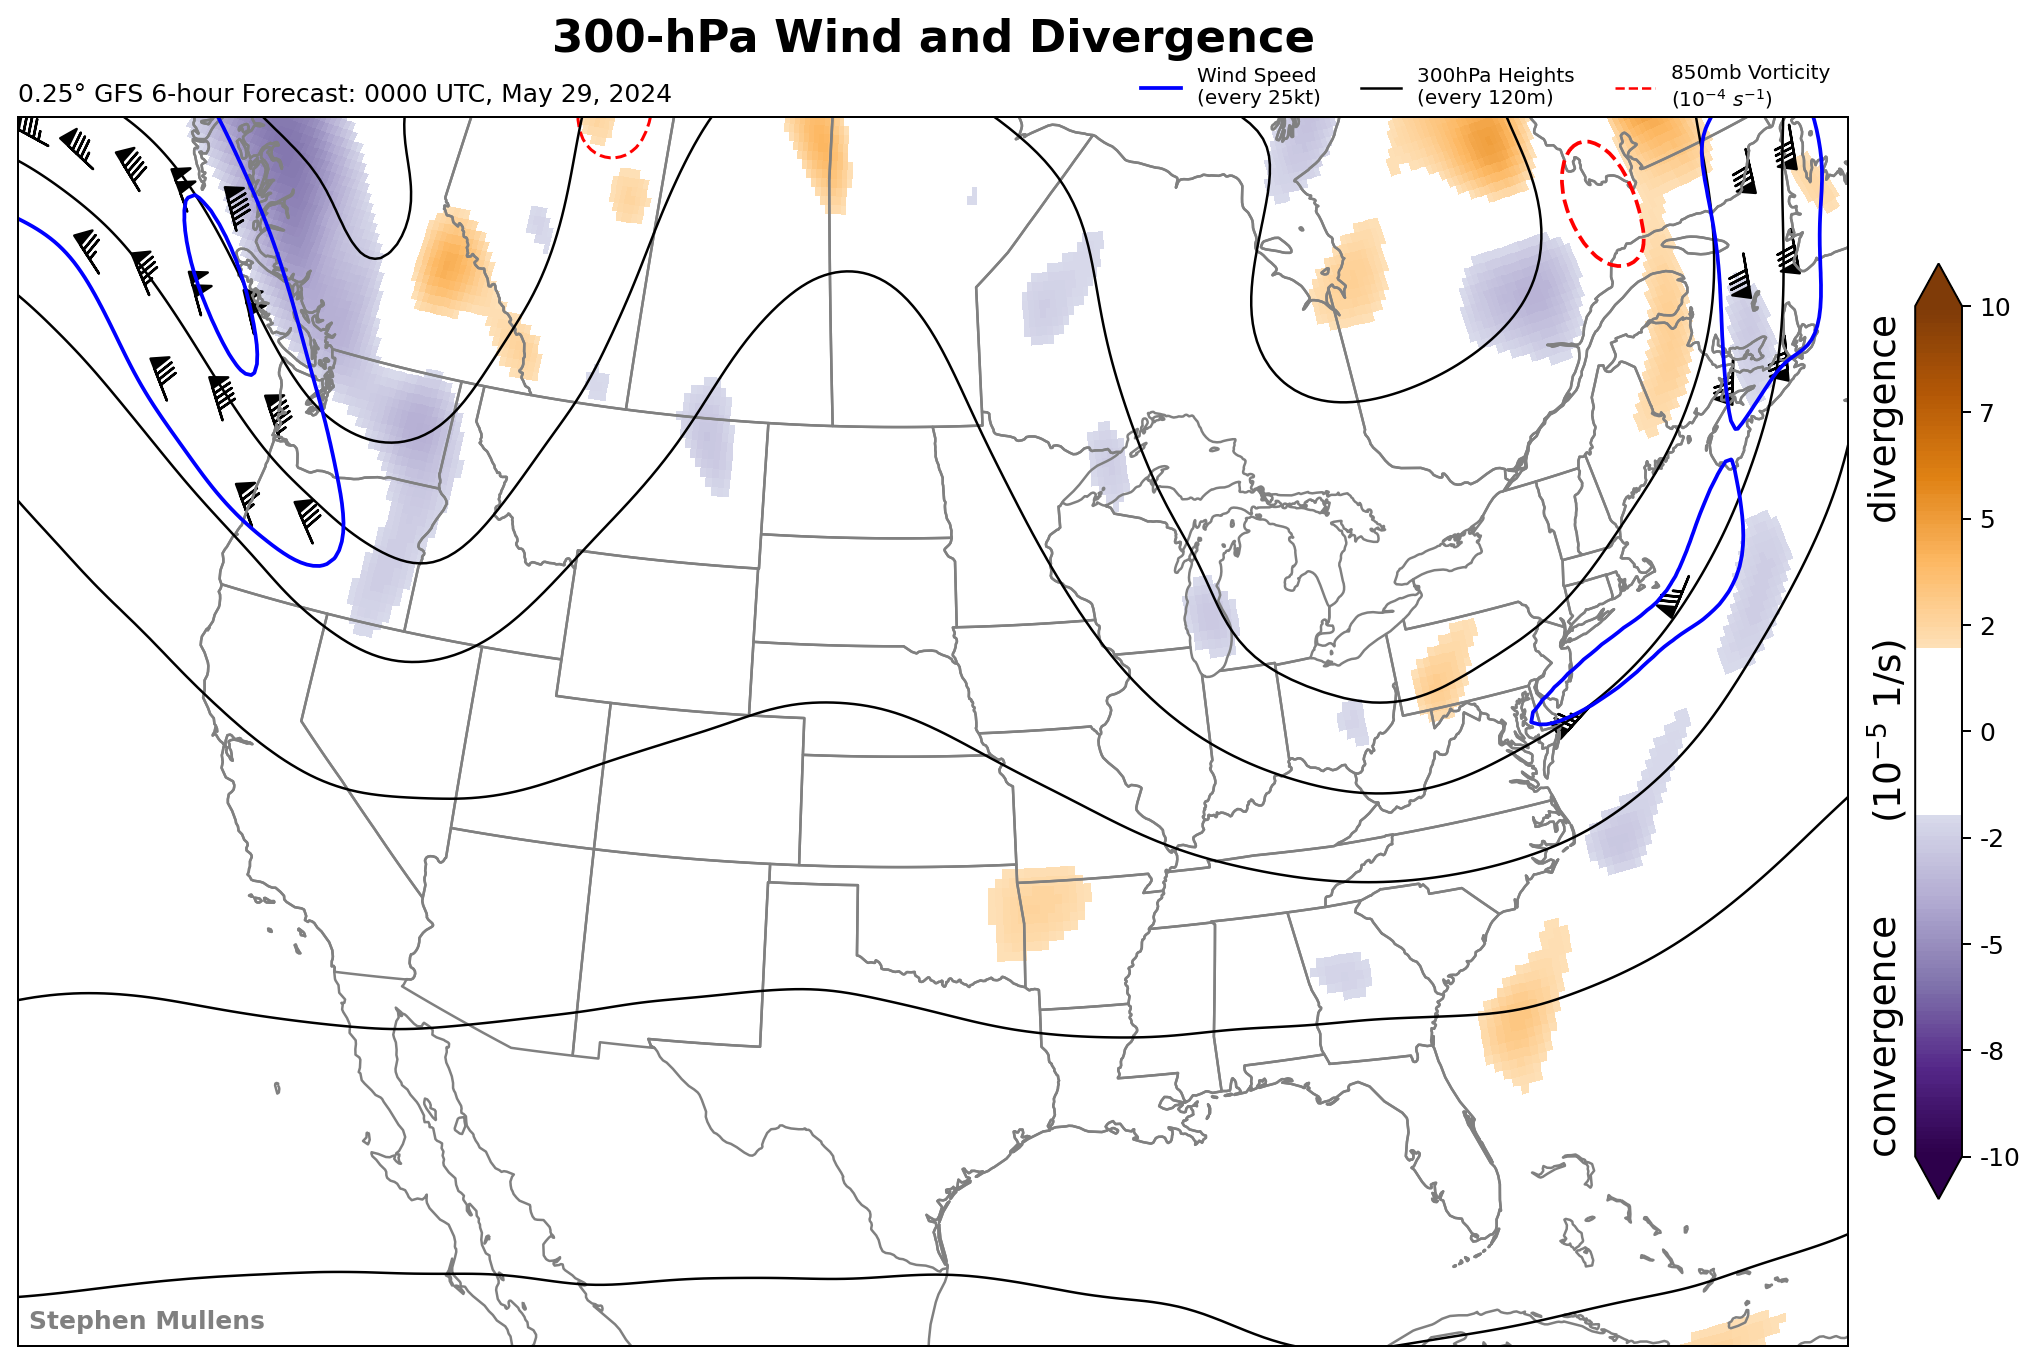 300-hPa Wind and Divergence
0.25° GFS 6-hour Forecast: 0000 UTC, May 29, 2024
Wind Speed
(every 25kt)
300hPa Heights
(every 120m)
850mb Vorticity
(10⁻⁴ s⁻¹)
10
7
5
2
0
-2
-5
-8
-10
convergence (10⁻⁵ 1/s) divergence
Stephen Mullens